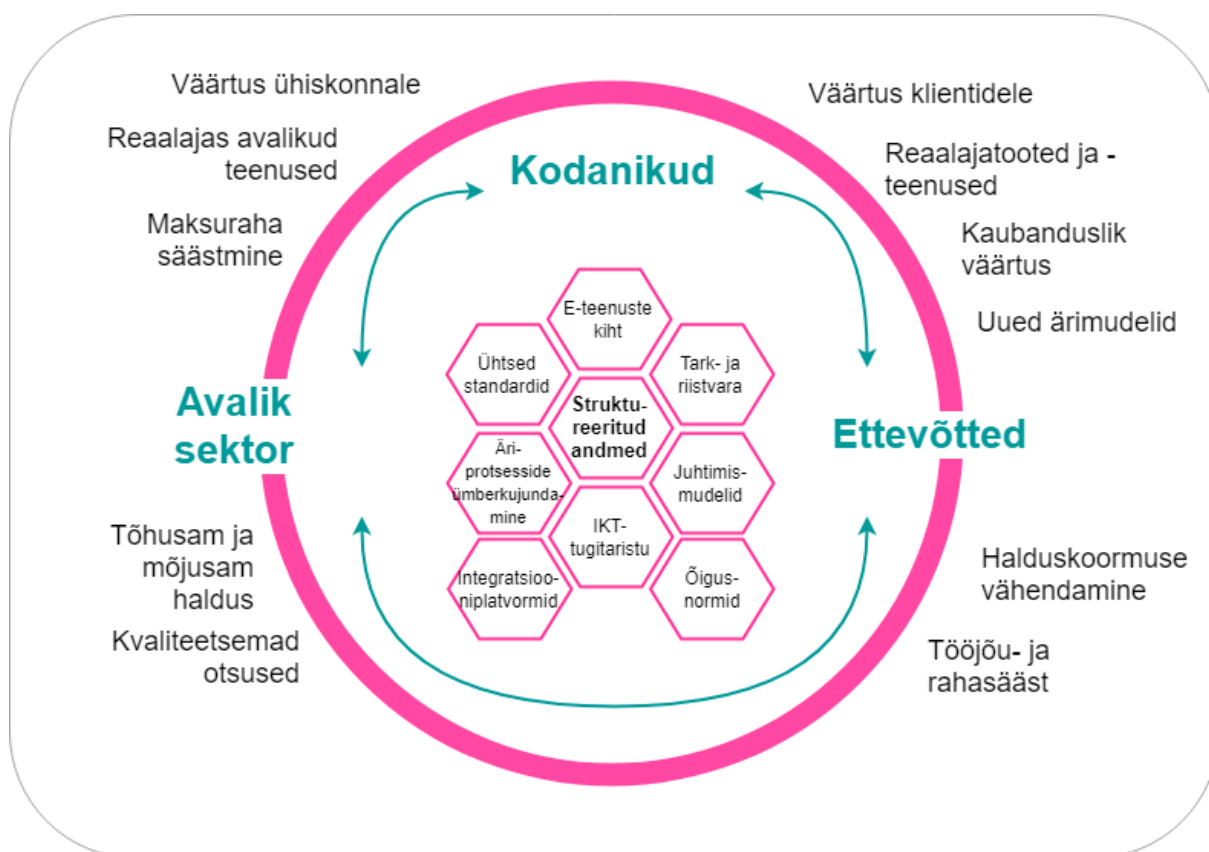 Väärtus ühiskonnale
Reaalajas avalikud
teenused
Maksuraha
säästmine
Väärtus klientidele
Reaalajatooted ja -
teenused
Kaubanduslik
väärtus
Uued ärimudelid
Kodanikud
Avalik
sektor
Ettevõtted
E-teenuste
kiht
Ühtsed
standardid
Tark- ja
riistvara
Struktu-
reeritud
andmed
Äri-
protsesside
ümberkujunda-
mine
Juhtimis-
mudelid
IKT-
tugitaristu
Integratsioo-
niplatvormid
Õigus-
normid
Tõhusam ja
mõjusam
haldus
Kvaliteetsemad
otsused
Halduskoormuse
vähendamine
Tööjõu- ja
rahasääst